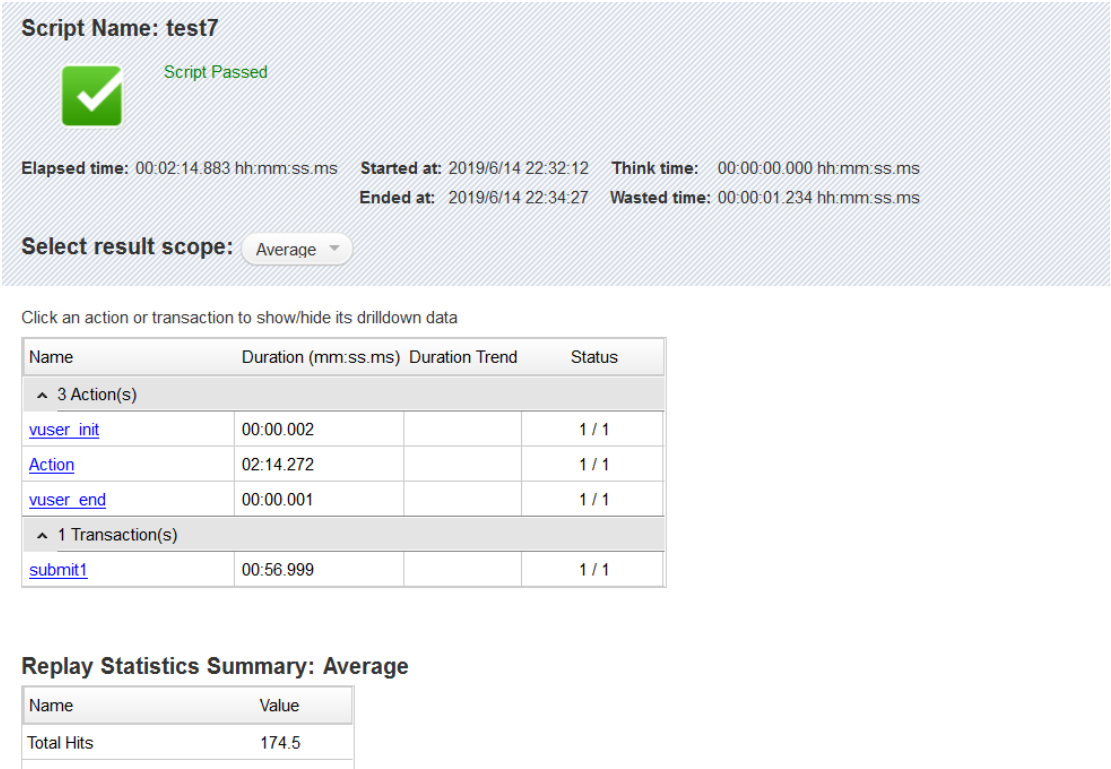 Script Name: test7
Script Passed
Elapsed time: 00:02:14.883 hh:mm:ss.ms Started at: 2019/6/14 22:32:12 Think time: 00:00:00.000 hh:mm:ss.ms
Ended at: 2019/6/14 22:34:27 Wasted time: 00:00:01.234 hh:mm:ss.ms
Select result scope: Average
Click an action or transaction to show/hide its drilldown data
Name Duration (mm:ss.ms) Duration Trend Status
3 Action(s)
vuser_init 00:00.002 1 / 1
Action 02:14.272 1 / 1
vuser_end 00:00.001 1 / 1
1 Transaction(s)
submit1 00:56.999 1 / 1
Replay Statistics Summary: Average
Name Value
Total Hits 174.5